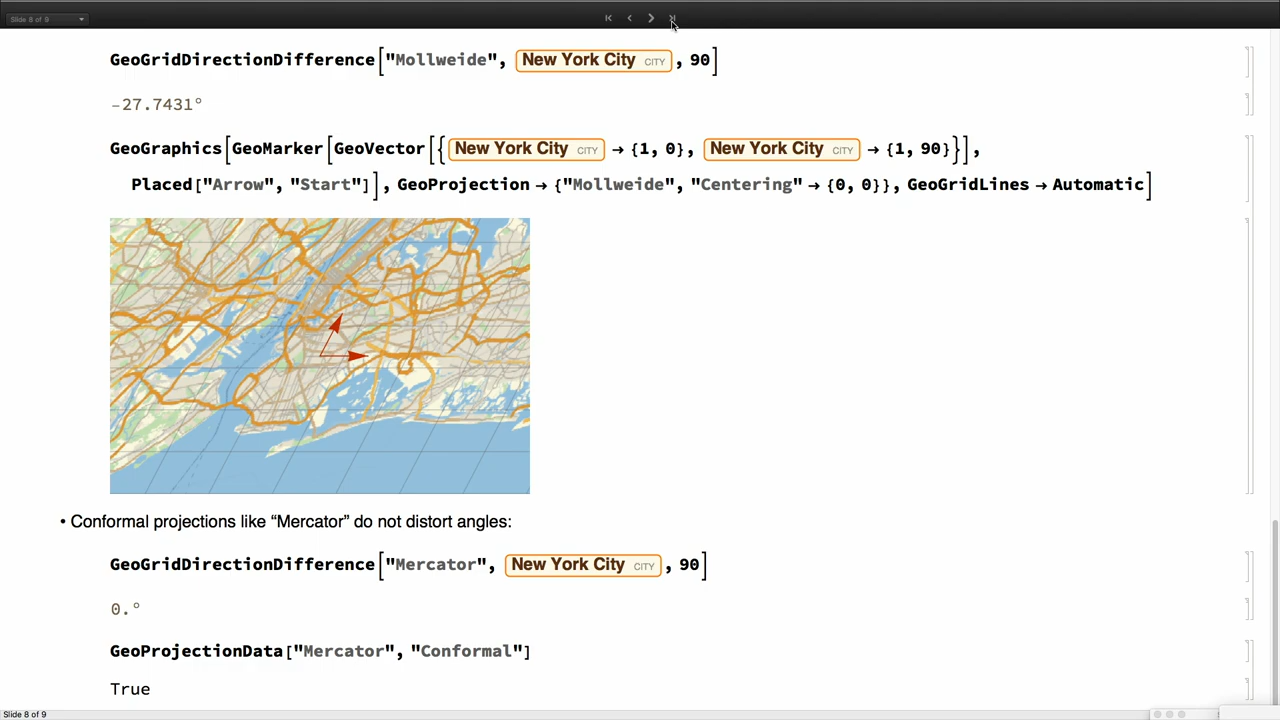 Slide 8 of 9
GeoGridDirectionDifference["Mollweide", New York City CITY, 90]
-27.7431°
GeoGraphics[GeoMarker[GeoVector[{New York City CITY → {1, 0}, New York City CITY → {1, 90}}],
Placed["Arrow", "Start"]], GeoProjection → {"Mollweide", "Centering" → {0, 0}}, GeoGridLines → Automatic]
• Conformal projections like “Mercator” do not distort angles:
GeoGridDirectionDifference["Mercator", New York City CITY, 90]
0.°
GeoProjectionData["Mercator", "Conformal"]
True
Slide 8 of 9